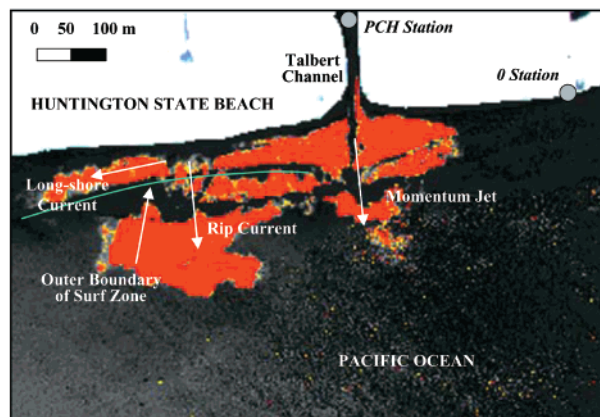 0 50 100 m
PCH Station
Talbert
Channel
0 Station
HUNTINGTON STATE BEACH
Long-shore
Current
Momentum Jet
Rip Current
Outer Boundary
of Surf Zone
PACIFIC OCEAN